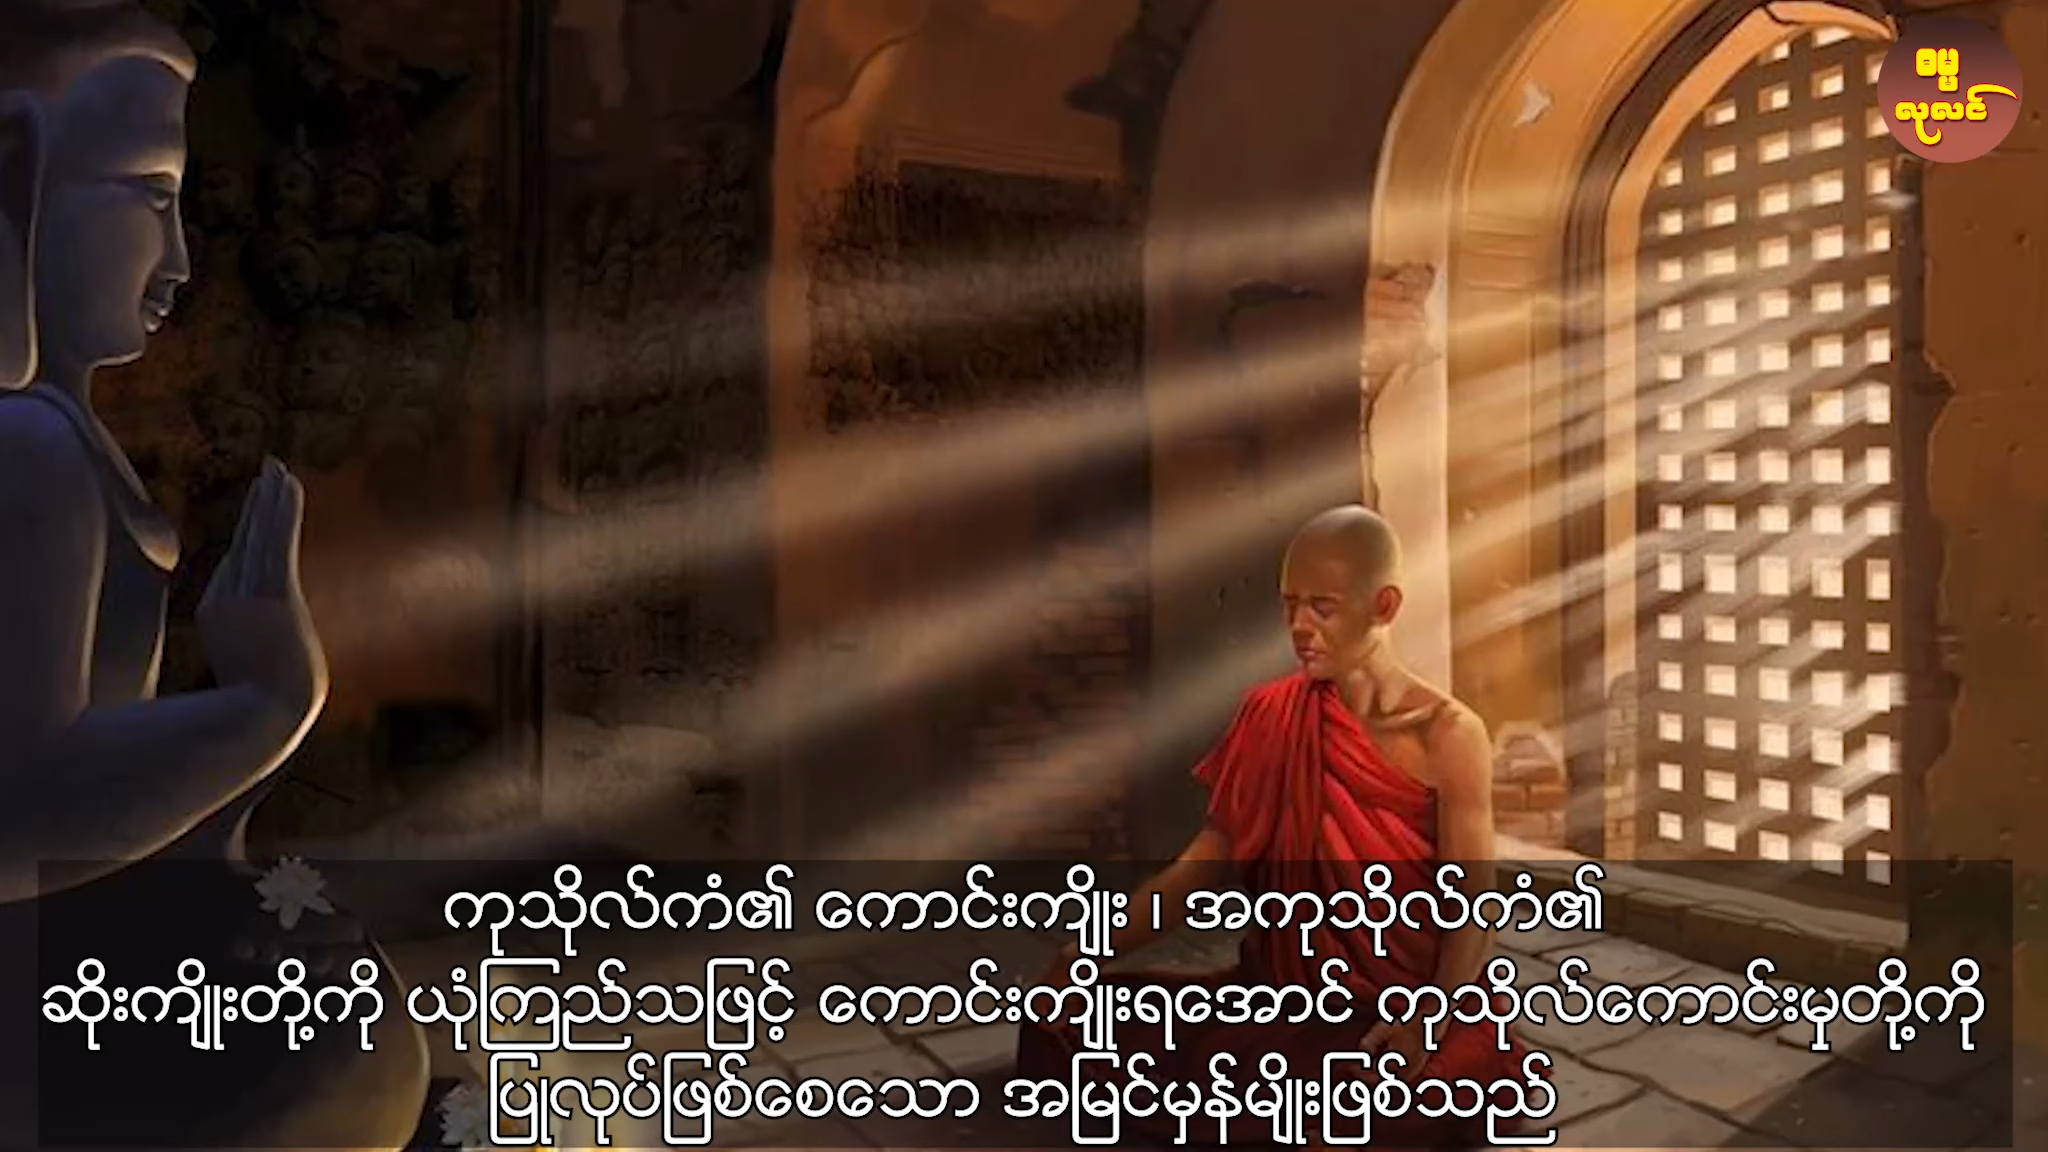 ဓမ္မ
လုလင်
ကုသိုလ်ကံ၏ ကောင်းကျိုး ၊ အကုသိုလ်ကံ၏
ဆိုးကျိုးတို့ကို ယုံကြည်သဖြင့် ကောင်းကျိုးရအောင် ကုသိုလ်ကောင်းမှုတို့ကို
ပြုလုပ်ဖြစ်စေသော အမြင်မှန်မျိုးဖြစ်သည်